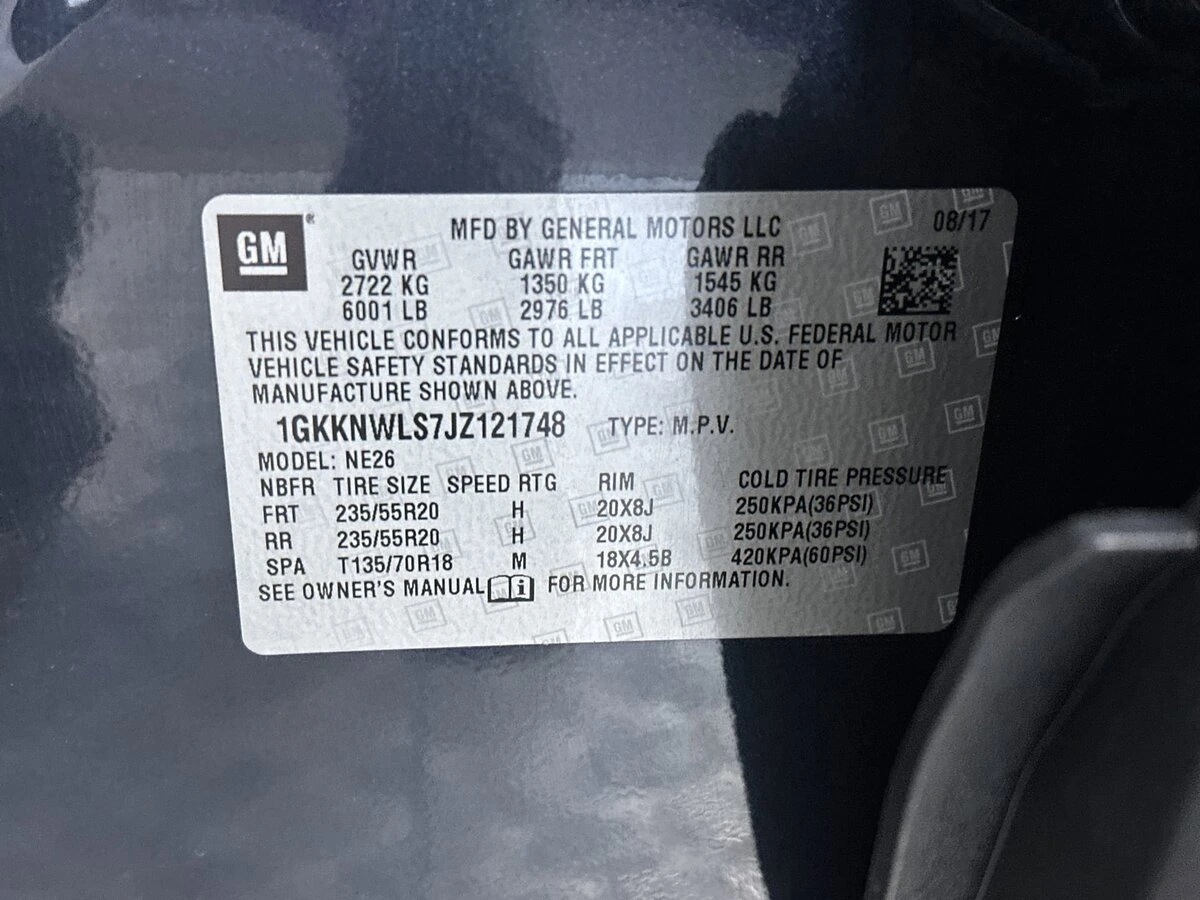 GM ®
MFD BY GENERAL MOTORS LLC 08/17
GVWR GAWR FRT GAWR RR
2722 KG 1350 KG 1545 KG
6001 LB 2976 LB 3406 LB
THIS VEHICLE CONFORMS TO ALL APPLICABLE U.S. FEDERAL MOTOR
VEHICLE SAFETY STANDARDS IN EFFECT ON THE DATE OF
MANUFACTURE SHOWN ABOVE.
1GKKNWLS7JZ121748 TYPE: M.P.V.
MODEL: NE26
NBFR TIRE SIZE SPEED RTG RIM COLD TIRE PRESSURE
FRT 235/55R20 H 20X8J 250KPA(36PSI)
RR 235/55R20 H 20X8J 250KPA(36PSI)
SPA T135/70R18 M 18X4.5B 420KPA(60PSI)
SEE OWNER'S MANUAL i FOR MORE INFORMATION.